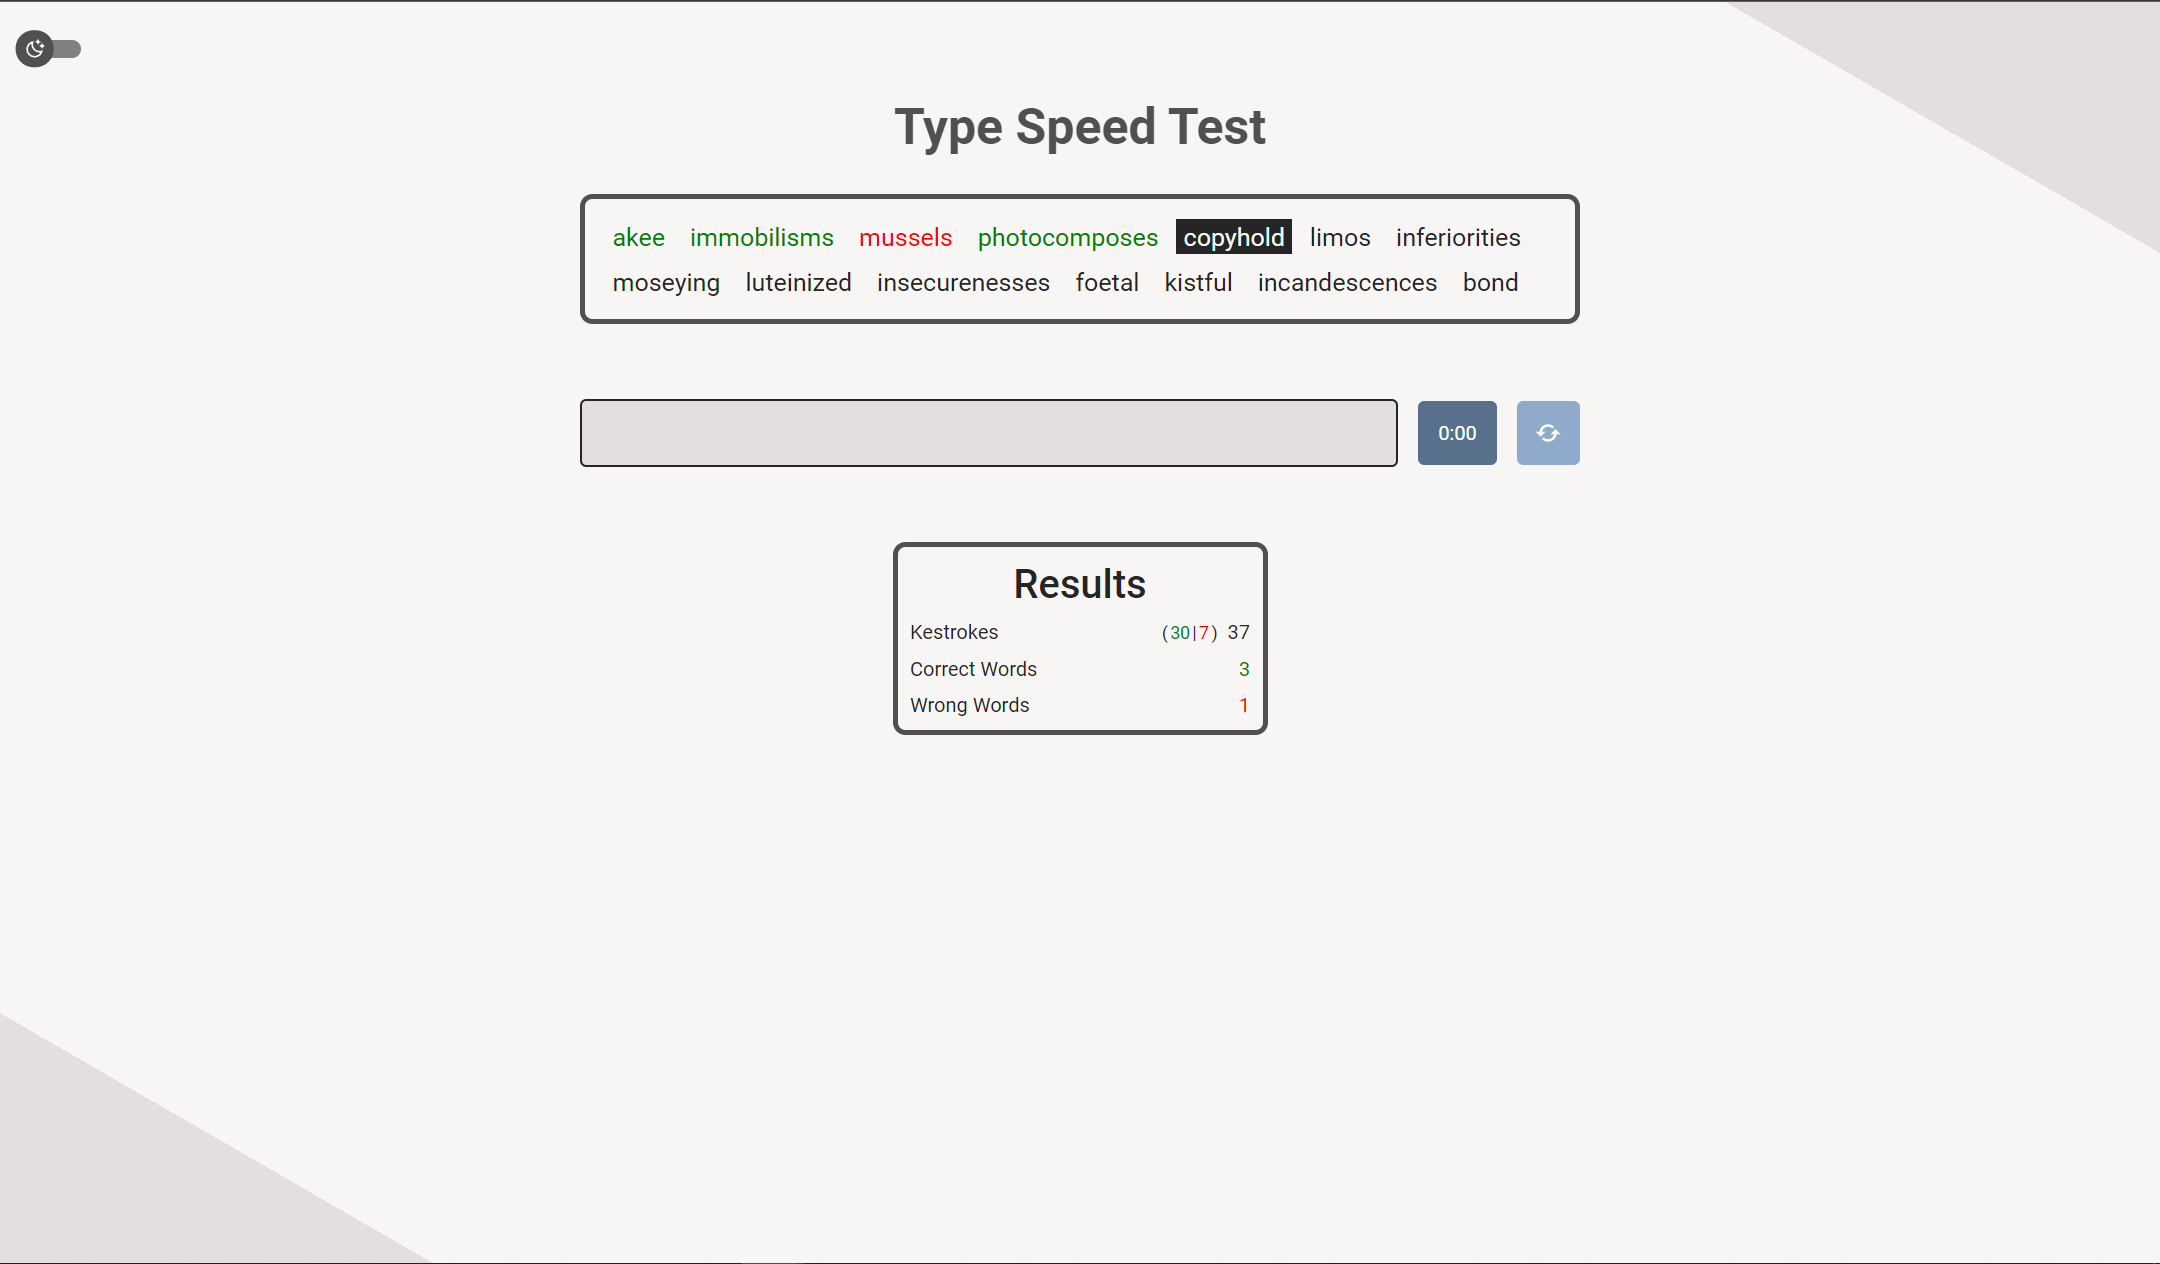 Type Speed Test
akee immobilisms mussels photocomposes copyhold limos inferiorities
moseying luteinized insecurenesses foetal kistful incandescences bond
0:00
Results
Kestrokes (30|7) 37
Correct Words 3
Wrong Words 1